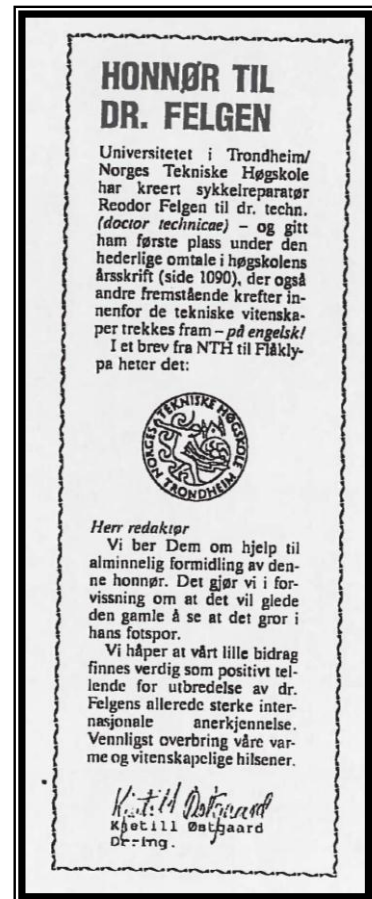 HONNØR TIL
DR. FELGEN
Universitetet i Trondheim/
Norges Tekniske Høgskole
har kreert sykkelreparatør
Reodor Felgen til dr. techn.
(doctor technicae) – og gitt
ham første plass under den
hederlige omtale i høgskolens
årsskrift (side 1090), der også
andre fremstående krefter in-
nenfor de tekniske vitenska-
per trekkes fram – på engelsk!
I et brev fra NTH til Flåkly-
pa heter det:
NORGES TEKNISKE HØGSKOLE
TRONDHEIM
Herr redaktør
Vi ber Dem om hjelp til
alminnelig formidling av den-
ne honnør. Det gjør vi i for-
vissning om at det vil glede
den gamle å se at det gror i
hans fotspor.
Vi håper at vårt lille bidrag
finnes verdig som positivt tel-
lende for utbredelse av dr.
Felgens allerede sterke inter-
nasjonale anerkjennelse.
Vennligst overbring våre var-
me og vitenskapelige hilsener.
Kjetill Østgaard
Kjetill Østgaard
Dr.ing.